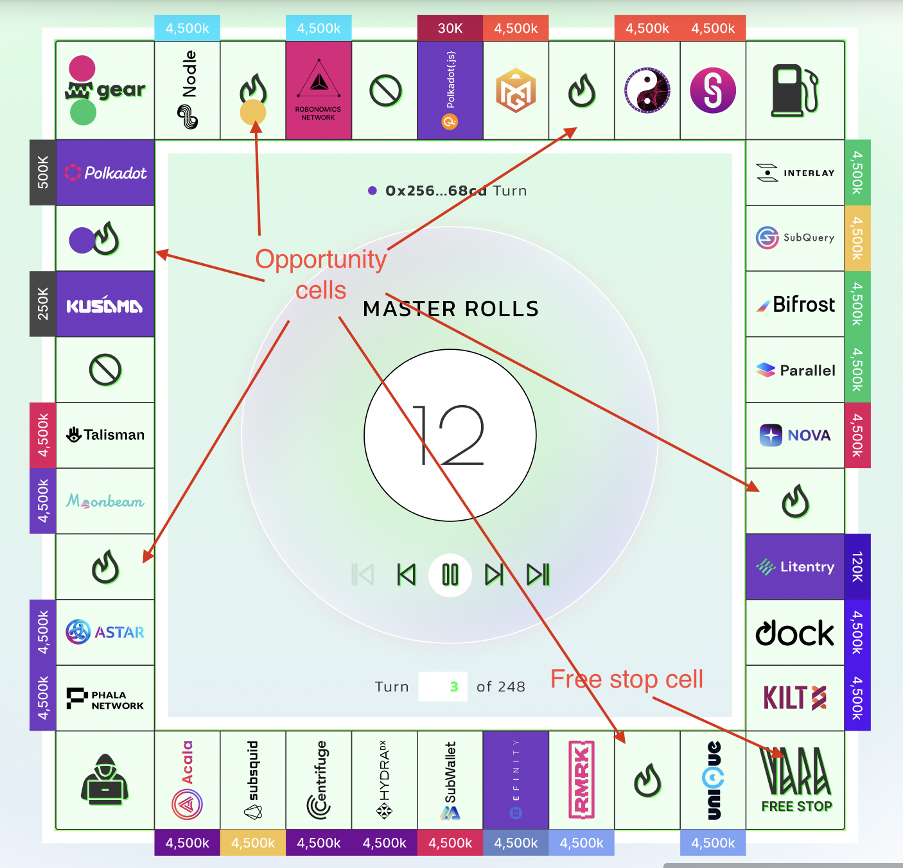 4,500k
4,500k
30K
4,500k
4,500k
4,500k
gear
Nodle
ROBONOMICS
NETWORK
Polkadot{.js}
500K
Polkadot
0x256...68cd Turn
INTERLAY
4,500k
Opportunity
cells
SubQuery
4,500k
250K
KUSAMA
MASTER ROLLS
Bifrost
4,500k
Parallel
4,500k
4,500k
Talisman
12
NOVA
4,500k
4,500k
Moonbeam
Litentry
120K
4,500k
ASTAR
dock
4,500k
4,500k
PHALA
NETWORK
Turn 3 of 248
Free stop cell
KILT
4,500k
Acala
subsquid
Centrifuge
HYDRADX
SubWallet
EFINITY
RMRK
UNIQUE
VARA
FREE STOP
4,500k
4,500k
4,500k
4,500k
4,500k
4,500k
4,500k
4,500k